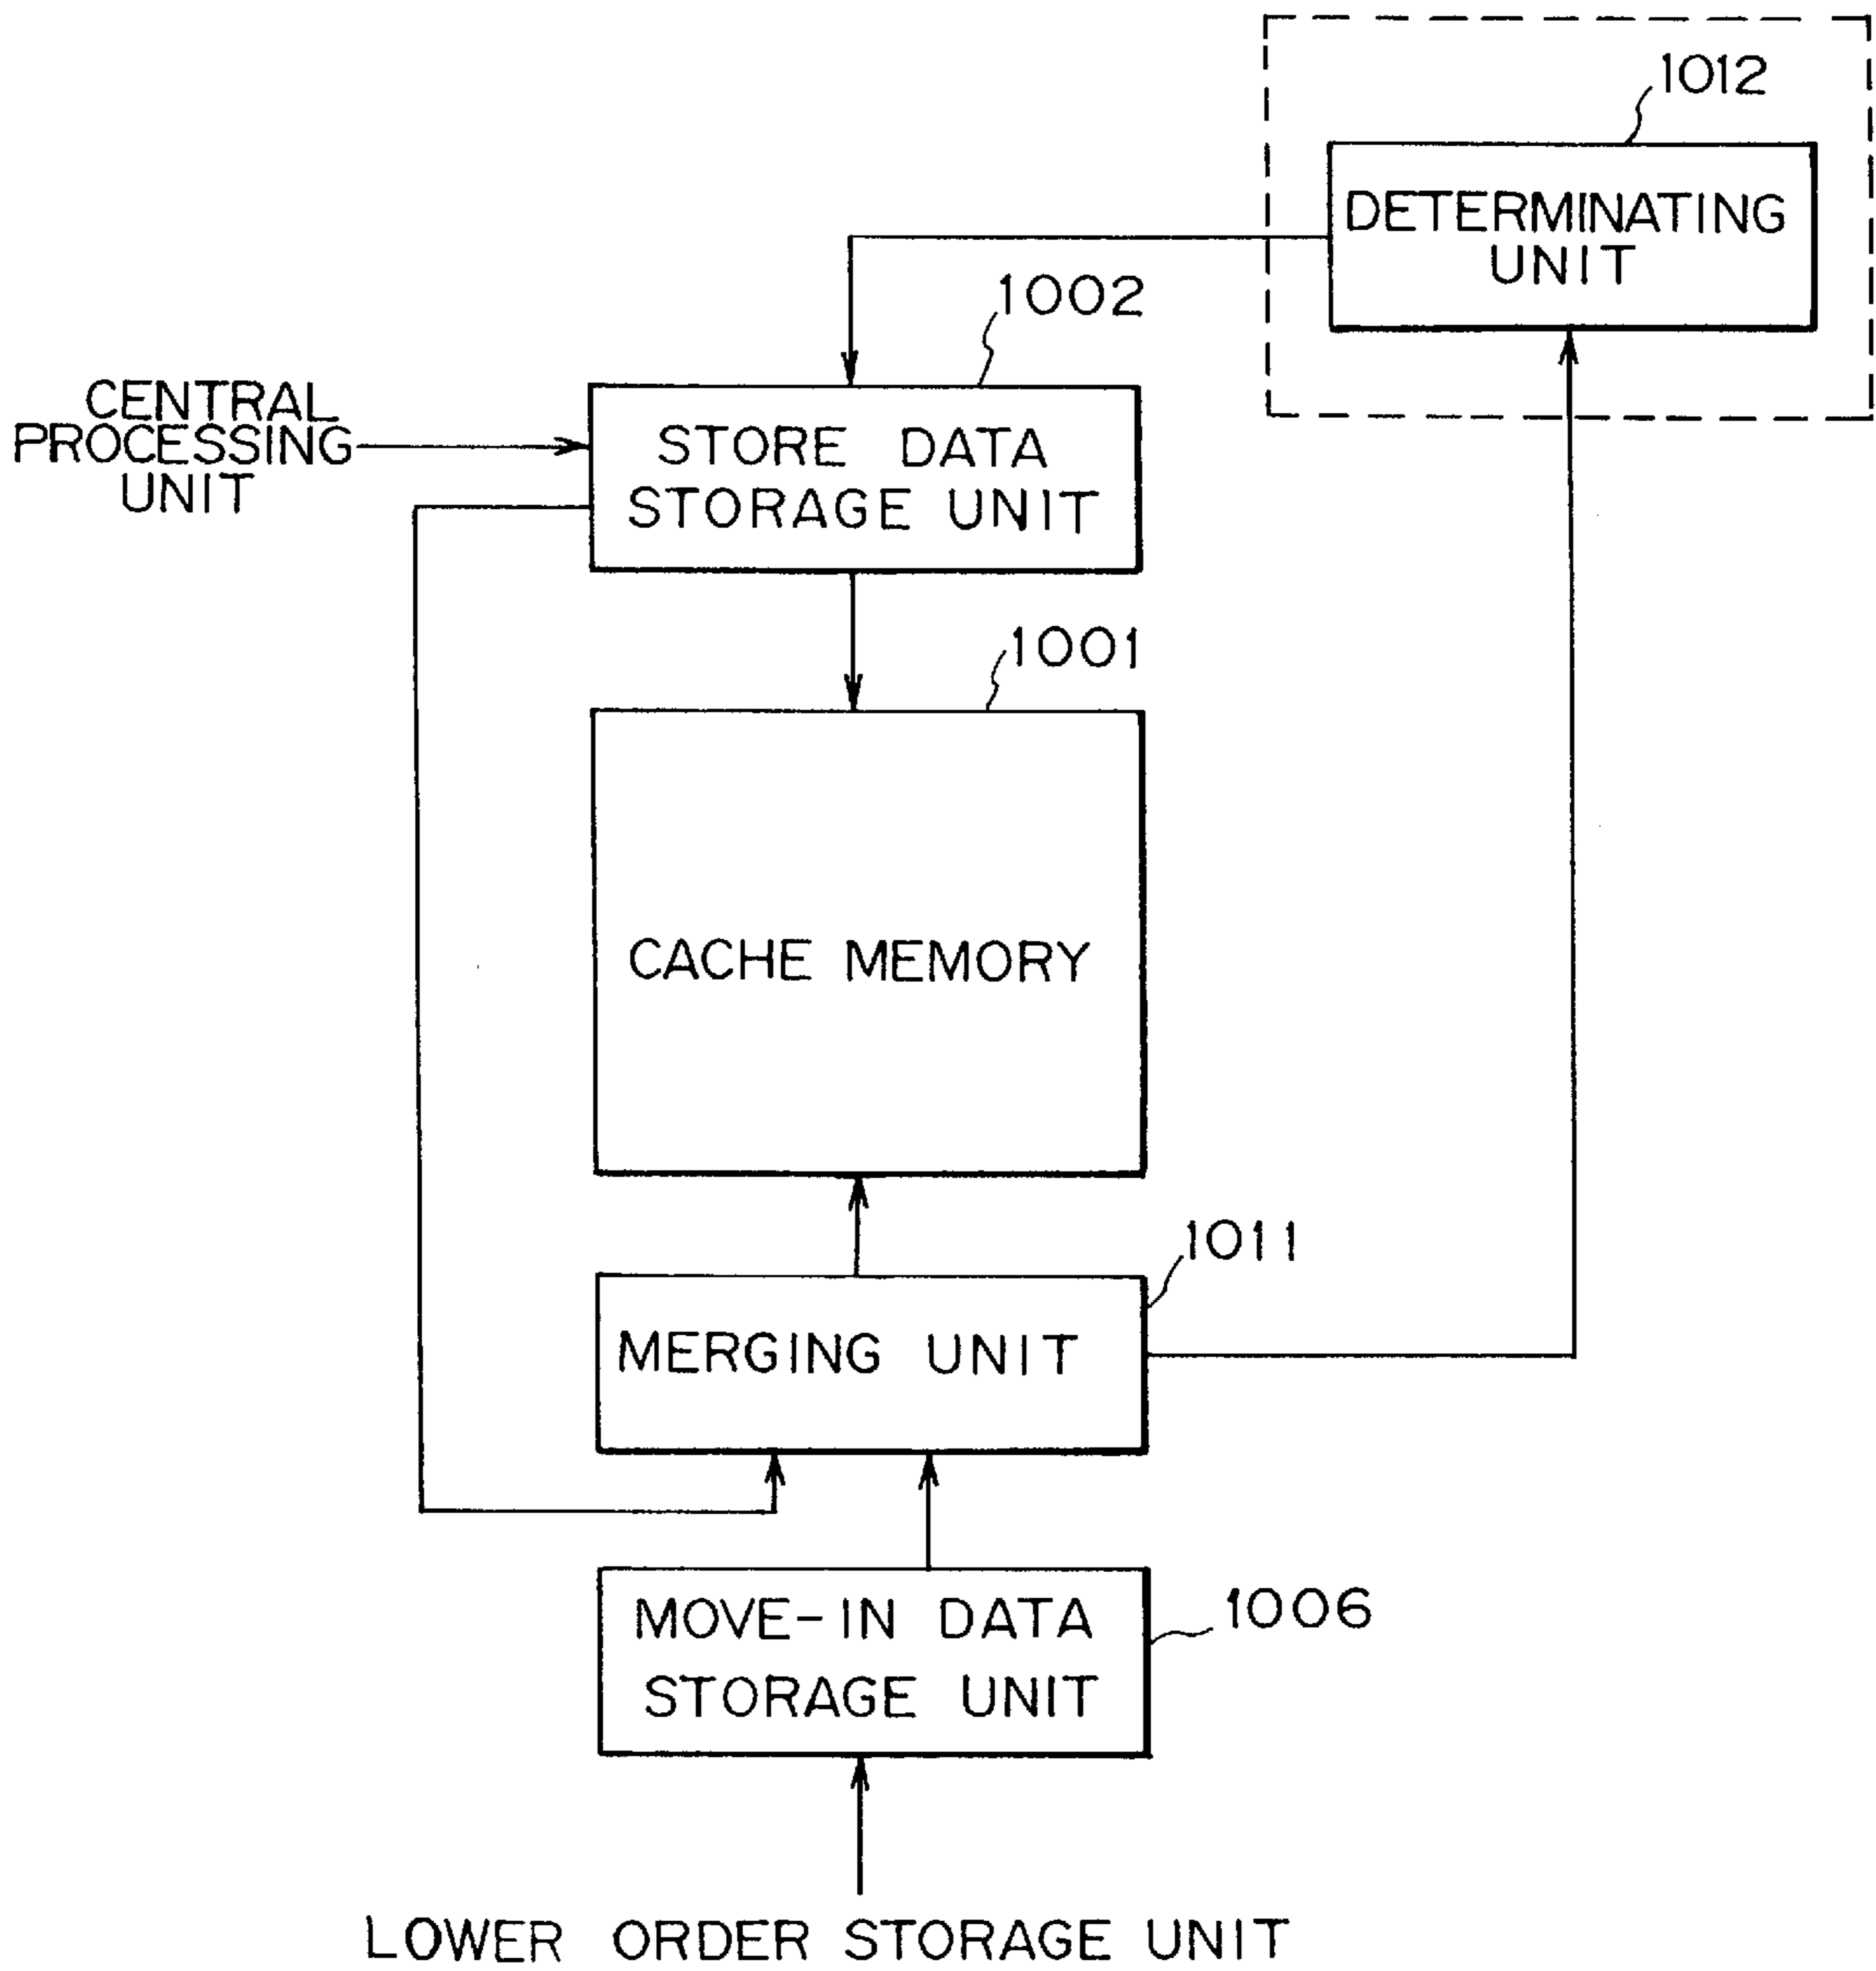 1012
DETERMINATING
UNIT
1002
CENTRAL
PROCESSING
UNIT
STORE DATA
STORAGE UNIT
1001
CACHE MEMORY
1011
MERGING UNIT
MOVE-IN DATA
STORAGE UNIT
1006
LOWER ORDER STORAGE UNIT